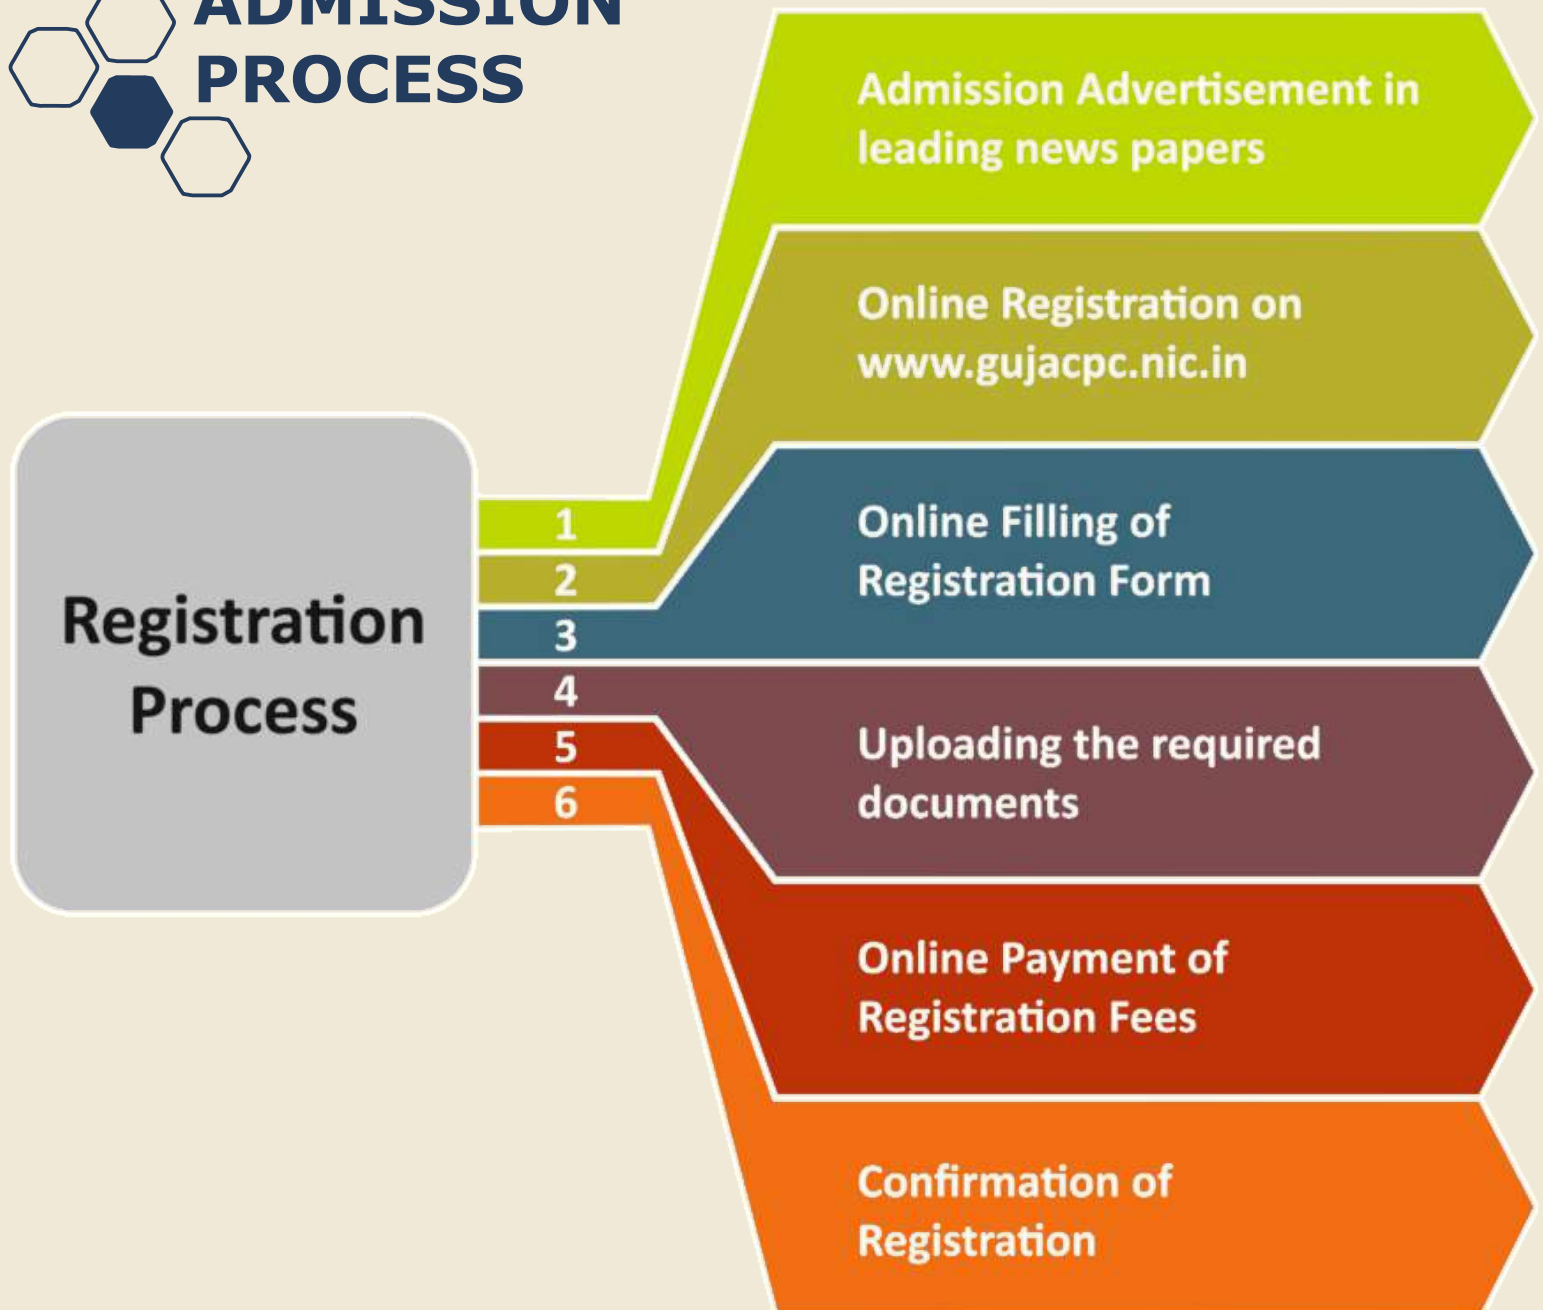 ADMISSION
PROCESS
Admission Advertisement in
leading news papers
Online Registration on
www.gujacpc.nic.in
Online Filling of
Registration Form
Registration
Process
1
2
3
4
5
6
Uploading the required
documents
Online Payment of
Registration Fees
Confirmation of
Registration